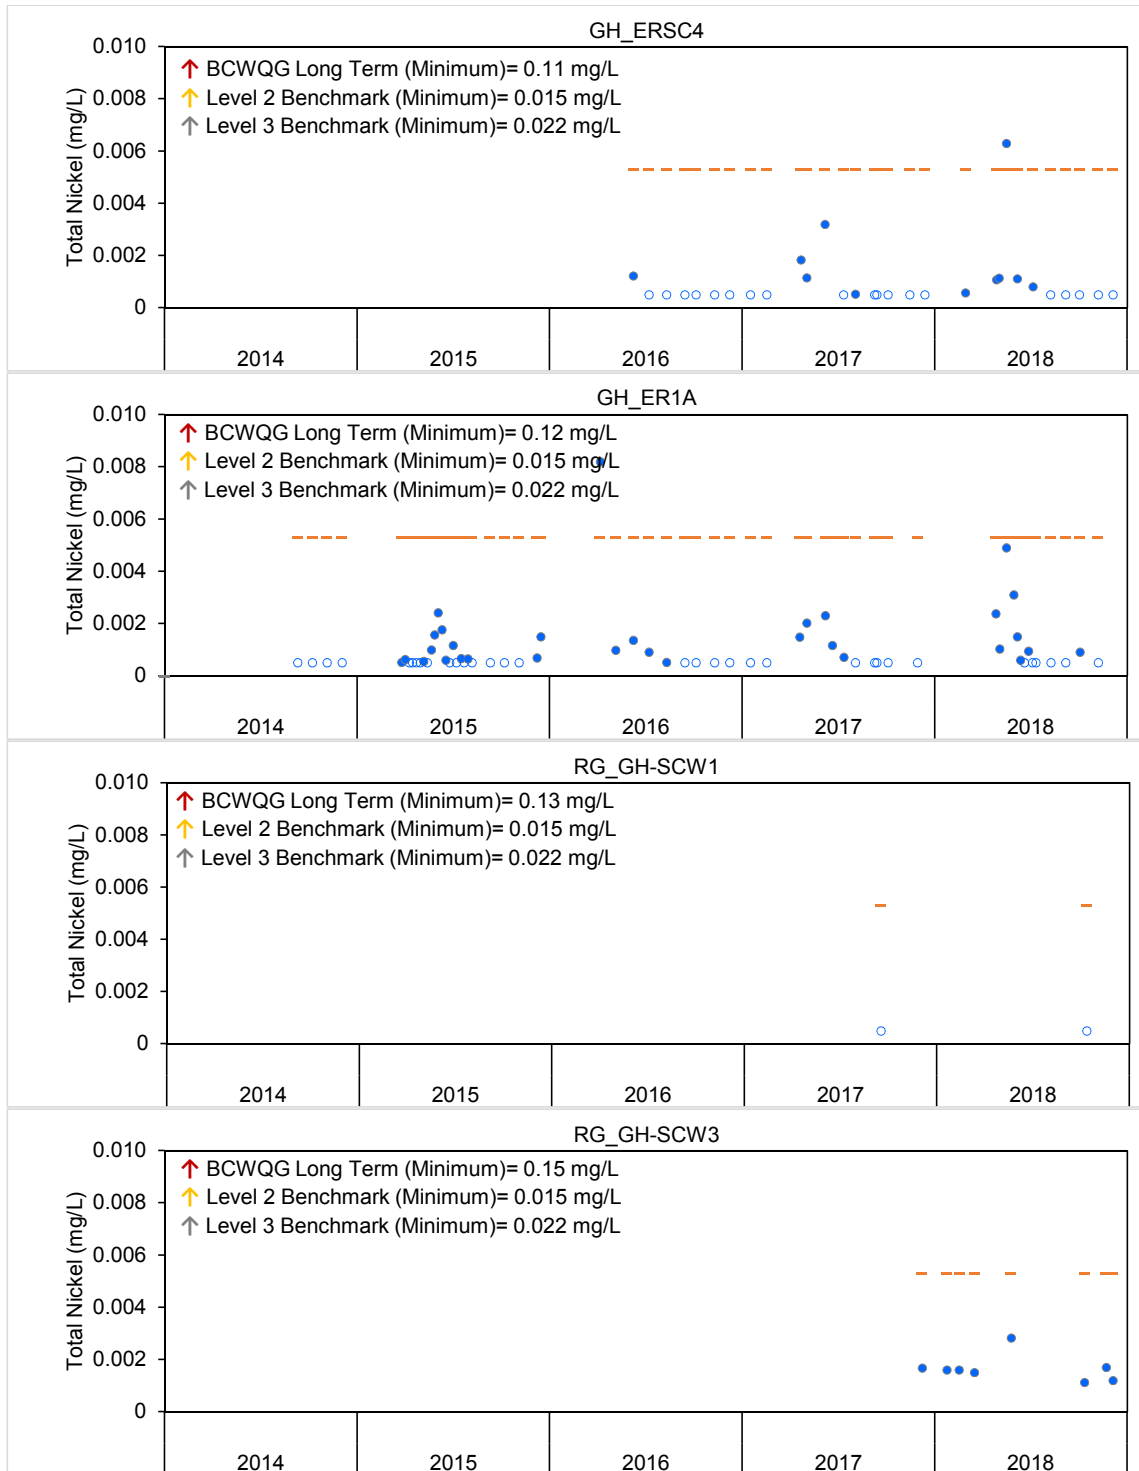 GH_ERSC4
0.010
0.008
0.006
0.004
0.002
0
Total Nickel (mg/L)
↑ BCWQG Long Term (Minimum)= 0.11 mg/L
↑ Level 2 Benchmark (Minimum)= 0.015 mg/L
↑ Level 3 Benchmark (Minimum)= 0.022 mg/L
2014 2015 2016 2017 2018
GH_ER1A
0.010
0.008
0.006
0.004
0.002
0
Total Nickel (mg/L)
↑ BCWQG Long Term (Minimum)= 0.12 mg/L
↑ Level 2 Benchmark (Minimum)= 0.015 mg/L
↑ Level 3 Benchmark (Minimum)= 0.022 mg/L
2014 2015 2016 2017 2018
RG_GH-SCW1
0.010
0.008
0.006
0.004
0.002
0
Total Nickel (mg/L)
↑ BCWQG Long Term (Minimum)= 0.13 mg/L
↑ Level 2 Benchmark (Minimum)= 0.015 mg/L
↑ Level 3 Benchmark (Minimum)= 0.022 mg/L
2014 2015 2016 2017 2018
RG_GH-SCW3
0.010
0.008
0.006
0.004
0.002
0
Total Nickel (mg/L)
↑ BCWQG Long Term (Minimum)= 0.15 mg/L
↑ Level 2 Benchmark (Minimum)= 0.015 mg/L
↑ Level 3 Benchmark (Minimum)= 0.022 mg/L
2014 2015 2016 2017 2018